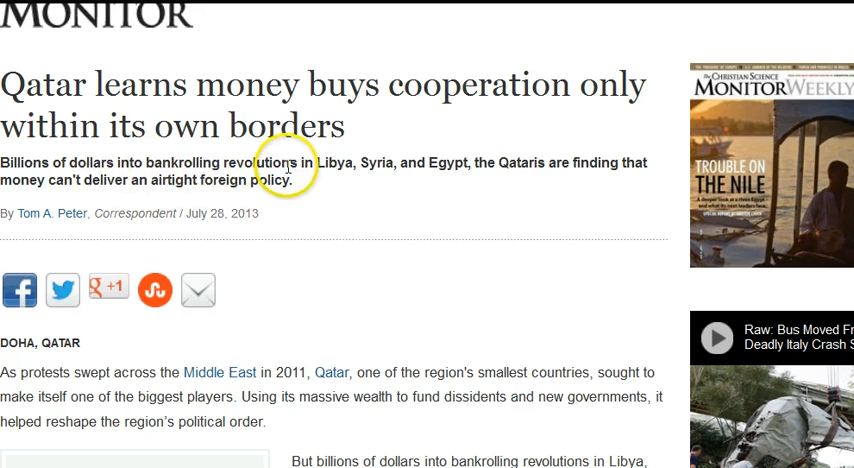 MONITOR
Qatar learns money buys cooperation only
within its own borders
Billions of dollars into bankrolling revolutions in Libya, Syria, and Egypt, the Qataris are finding that
money can't deliver an airtight foreign policy.
By Tom A. Peter, Correspondent / July 28, 2013
g +1
DOHA, QATAR
As protests swept across the Middle East in 2011, Qatar, one of the region's smallest countries, sought to
make itself one of the biggest players. Using its massive wealth to fund dissidents and new governments, it
helped reshape the region's political order.
But billions of dollars into bankrolling revolutions in Libya,
The Christian Science
MONITOR WEEKLY
TROUBLE ON
THE NILE
Raw: Bus Moved Fr
Deadly Italy Crash S